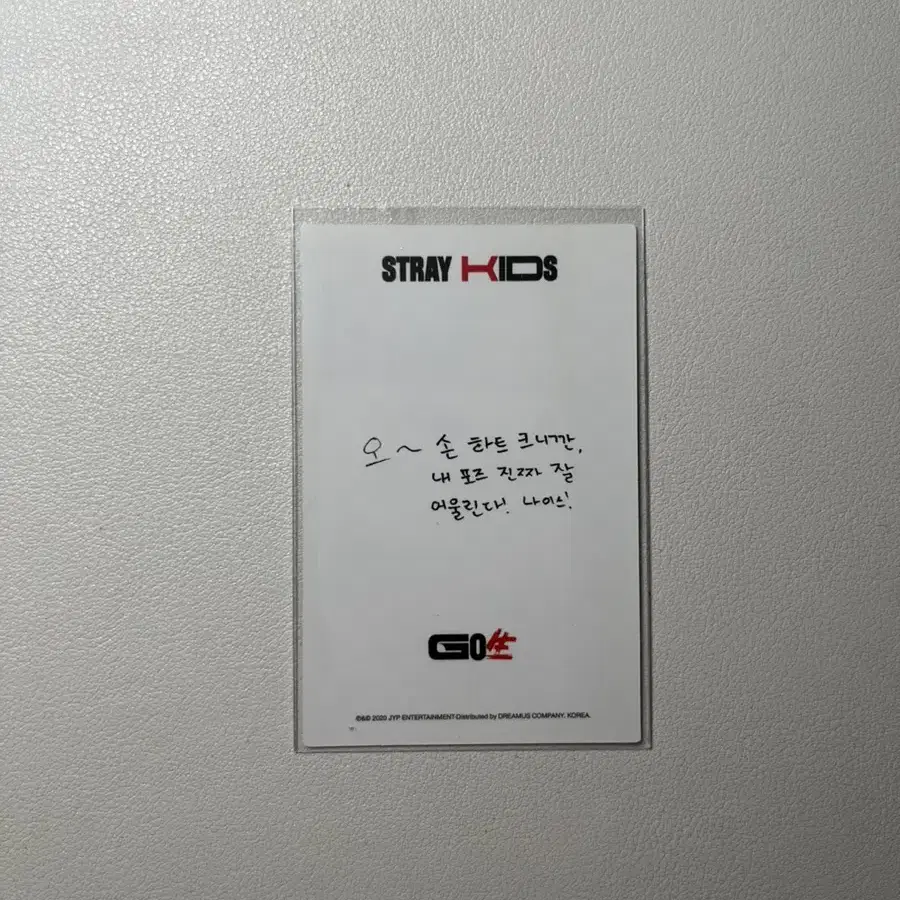 STRAY KIDS
오~ 손 하트 크니깐,
내 포즈 진짜 잘
어울린다! 나이스!
GO生
©&℗ 2020 JYP ENTERTAINMENT·Distributed by DREAMUS COMPANY. KOREA.